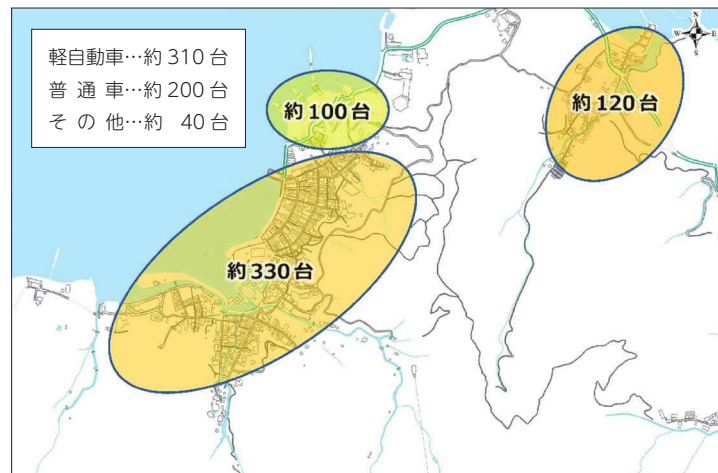 軽自動車…約 310 台
普 通 車…約 200 台
そ の 他…約 40 台
約 100 台
約 120 台
約 330 台
N
W E
S